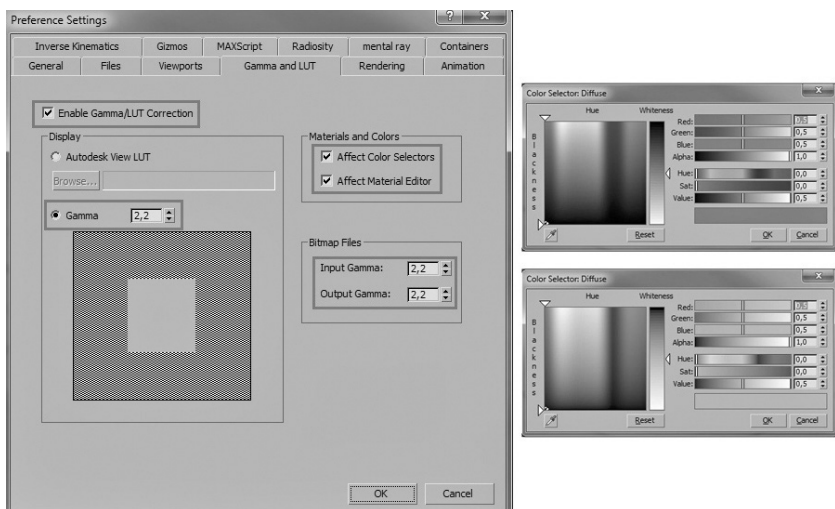 Preference Settings
Inverse Kinematics Gizmos MAXScript Radiosity mental ray Containers
General Files Viewports Gamma and LUT Rendering Animation
Enable Gamma/LUT Correction
Display
Autodesk View LUT
Browse...
Gamma 2,2
Materials and Colors
Affect Color Selectors
Affect Material Editor
Bitmap Files
Input Gamma: 2,2
Output Gamma: 2,2
OK Cancel
Color Selector: Diffuse
Hue Whiteness
Blackness
Red:
Green: 0,5
Blue: 0,5
Alpha: 1,0
Hue: 0,0
Sat: 0,0
Value: 0,5
Reset OK Cancel
Color Selector: Diffuse
Hue Whiteness
Blackness
Red:
Green: 0,5
Blue: 0,5
Alpha: 1,0
Hue: 0,0
Sat: 0,0
Value: 0,5
Reset OK Cancel